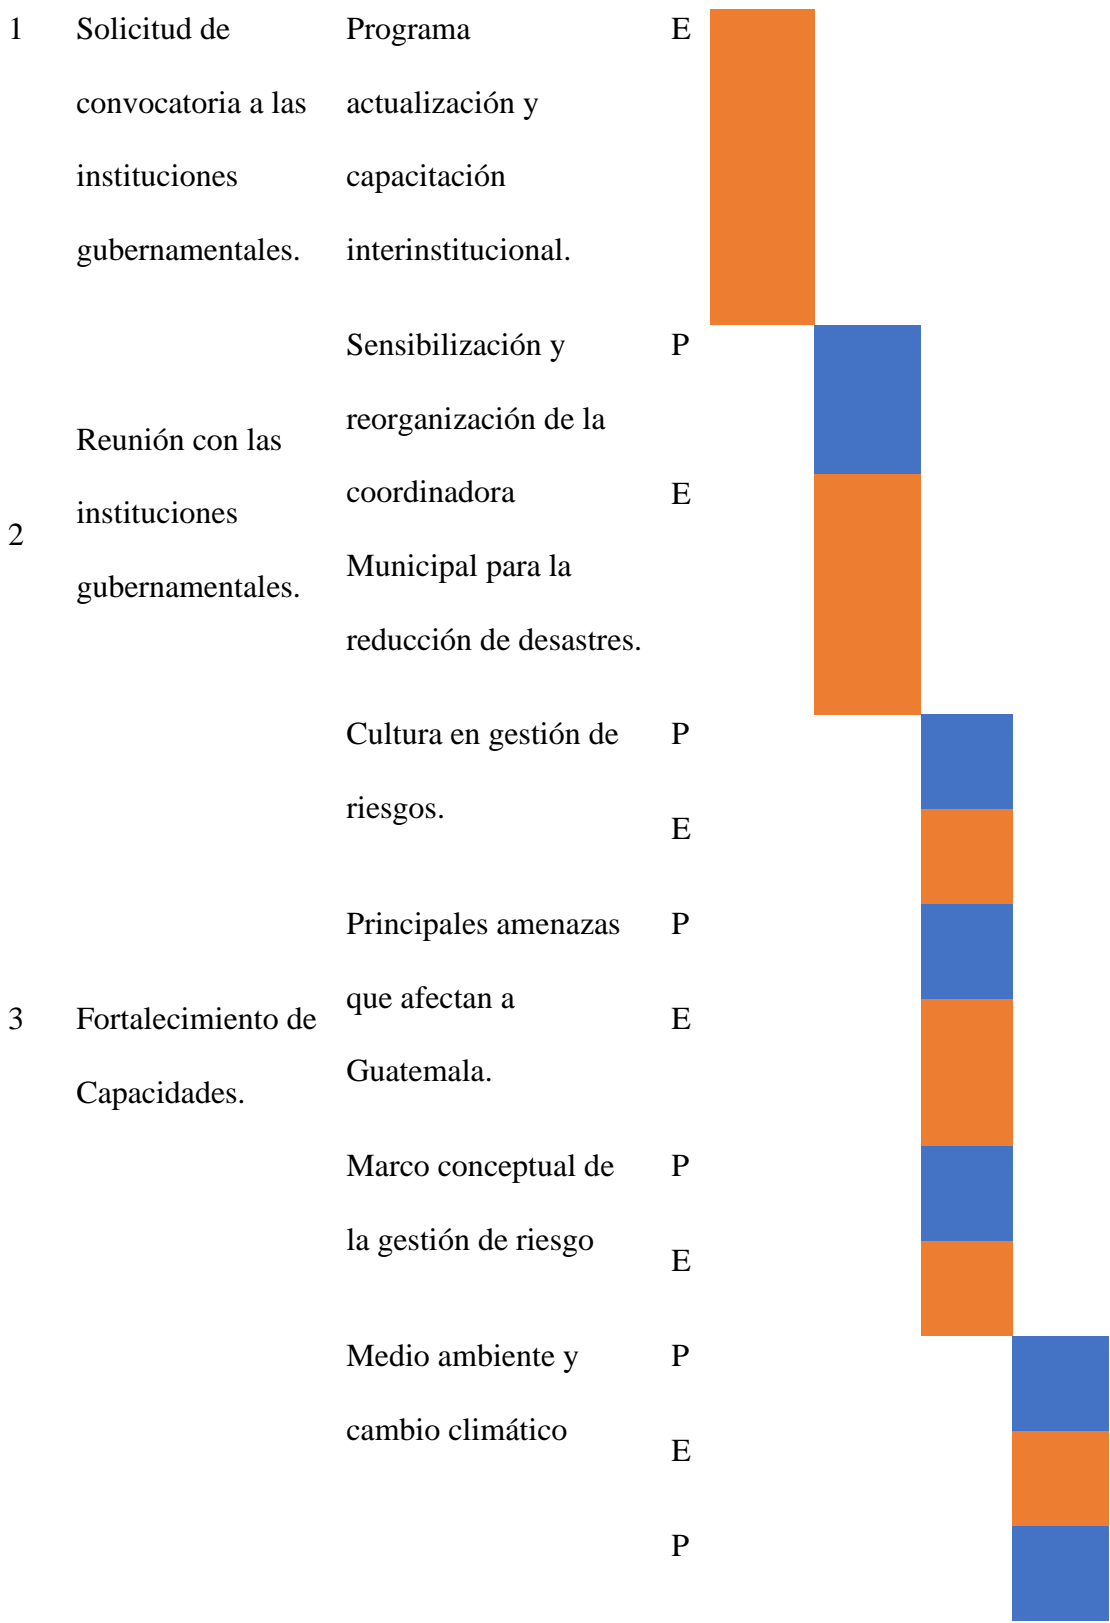 1 Solicitud de Programa E
convocatoria a las actualización y
instituciones capacitación
gubernamentales. interinstitucional.
Sensibilización y P
reorganización de la
Reunión con las
coordinadora E
instituciones
2
Municipal para la
gubernamentales.
reducción de desastres.
Cultura en gestión de P
riesgos.
E
Principales amenazas P
que afectan a
3 Fortalecimiento de E
Guatemala.
Capacidades.
Marco conceptual de P
la gestión de riesgo
E
Medio ambiente y P
cambio climático
E
P